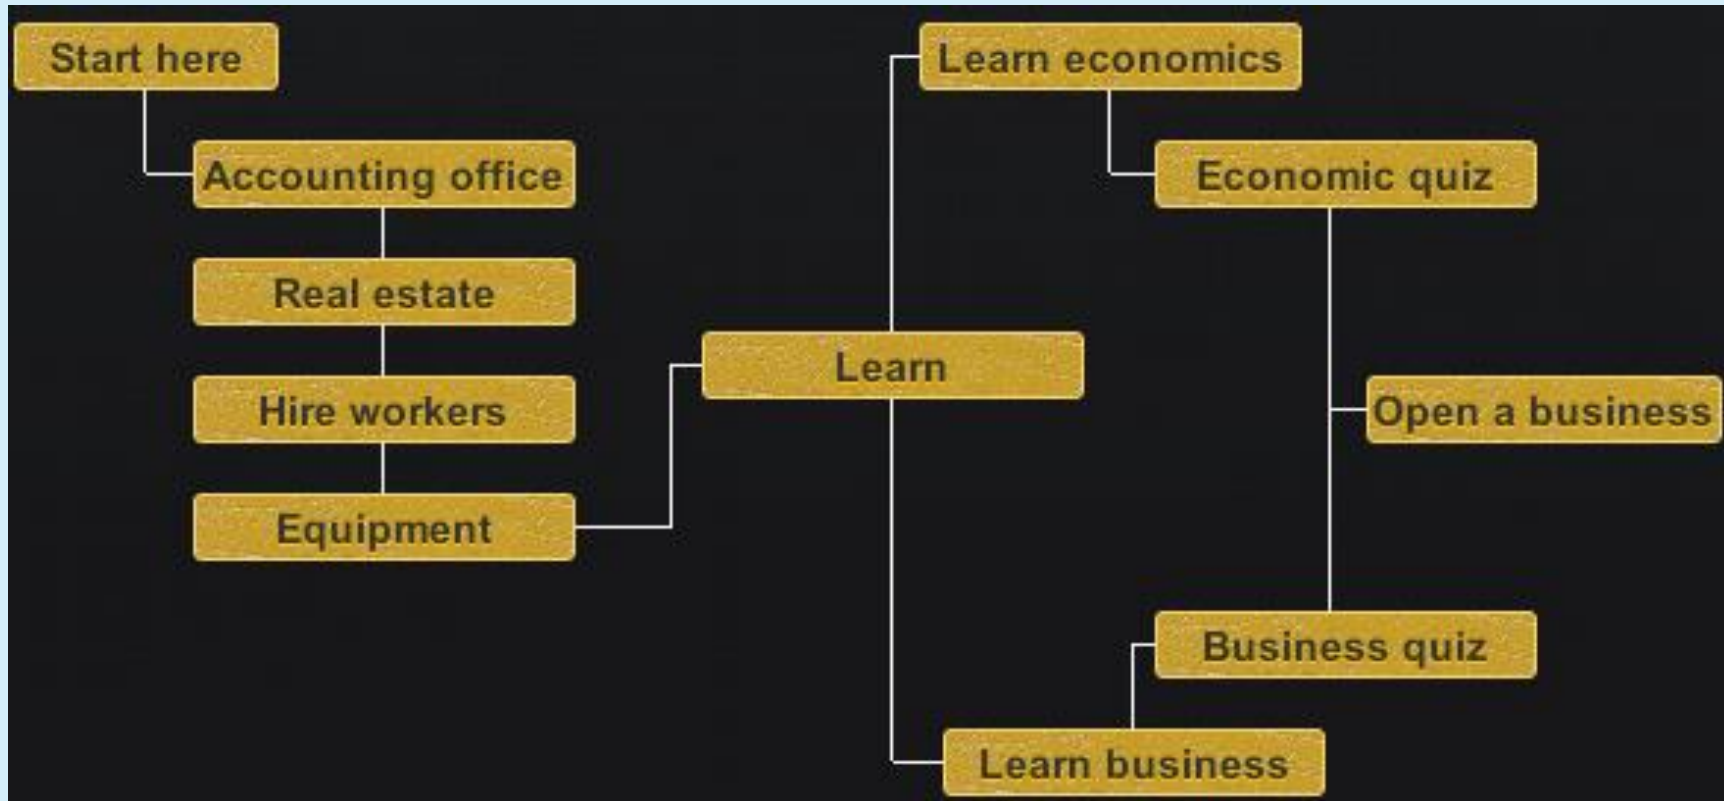 Start here
Accounting office
Real estate
Hire workers
Equipment
Learn
Learn economics
Economic quiz
Open a business
Business quiz
Learn business